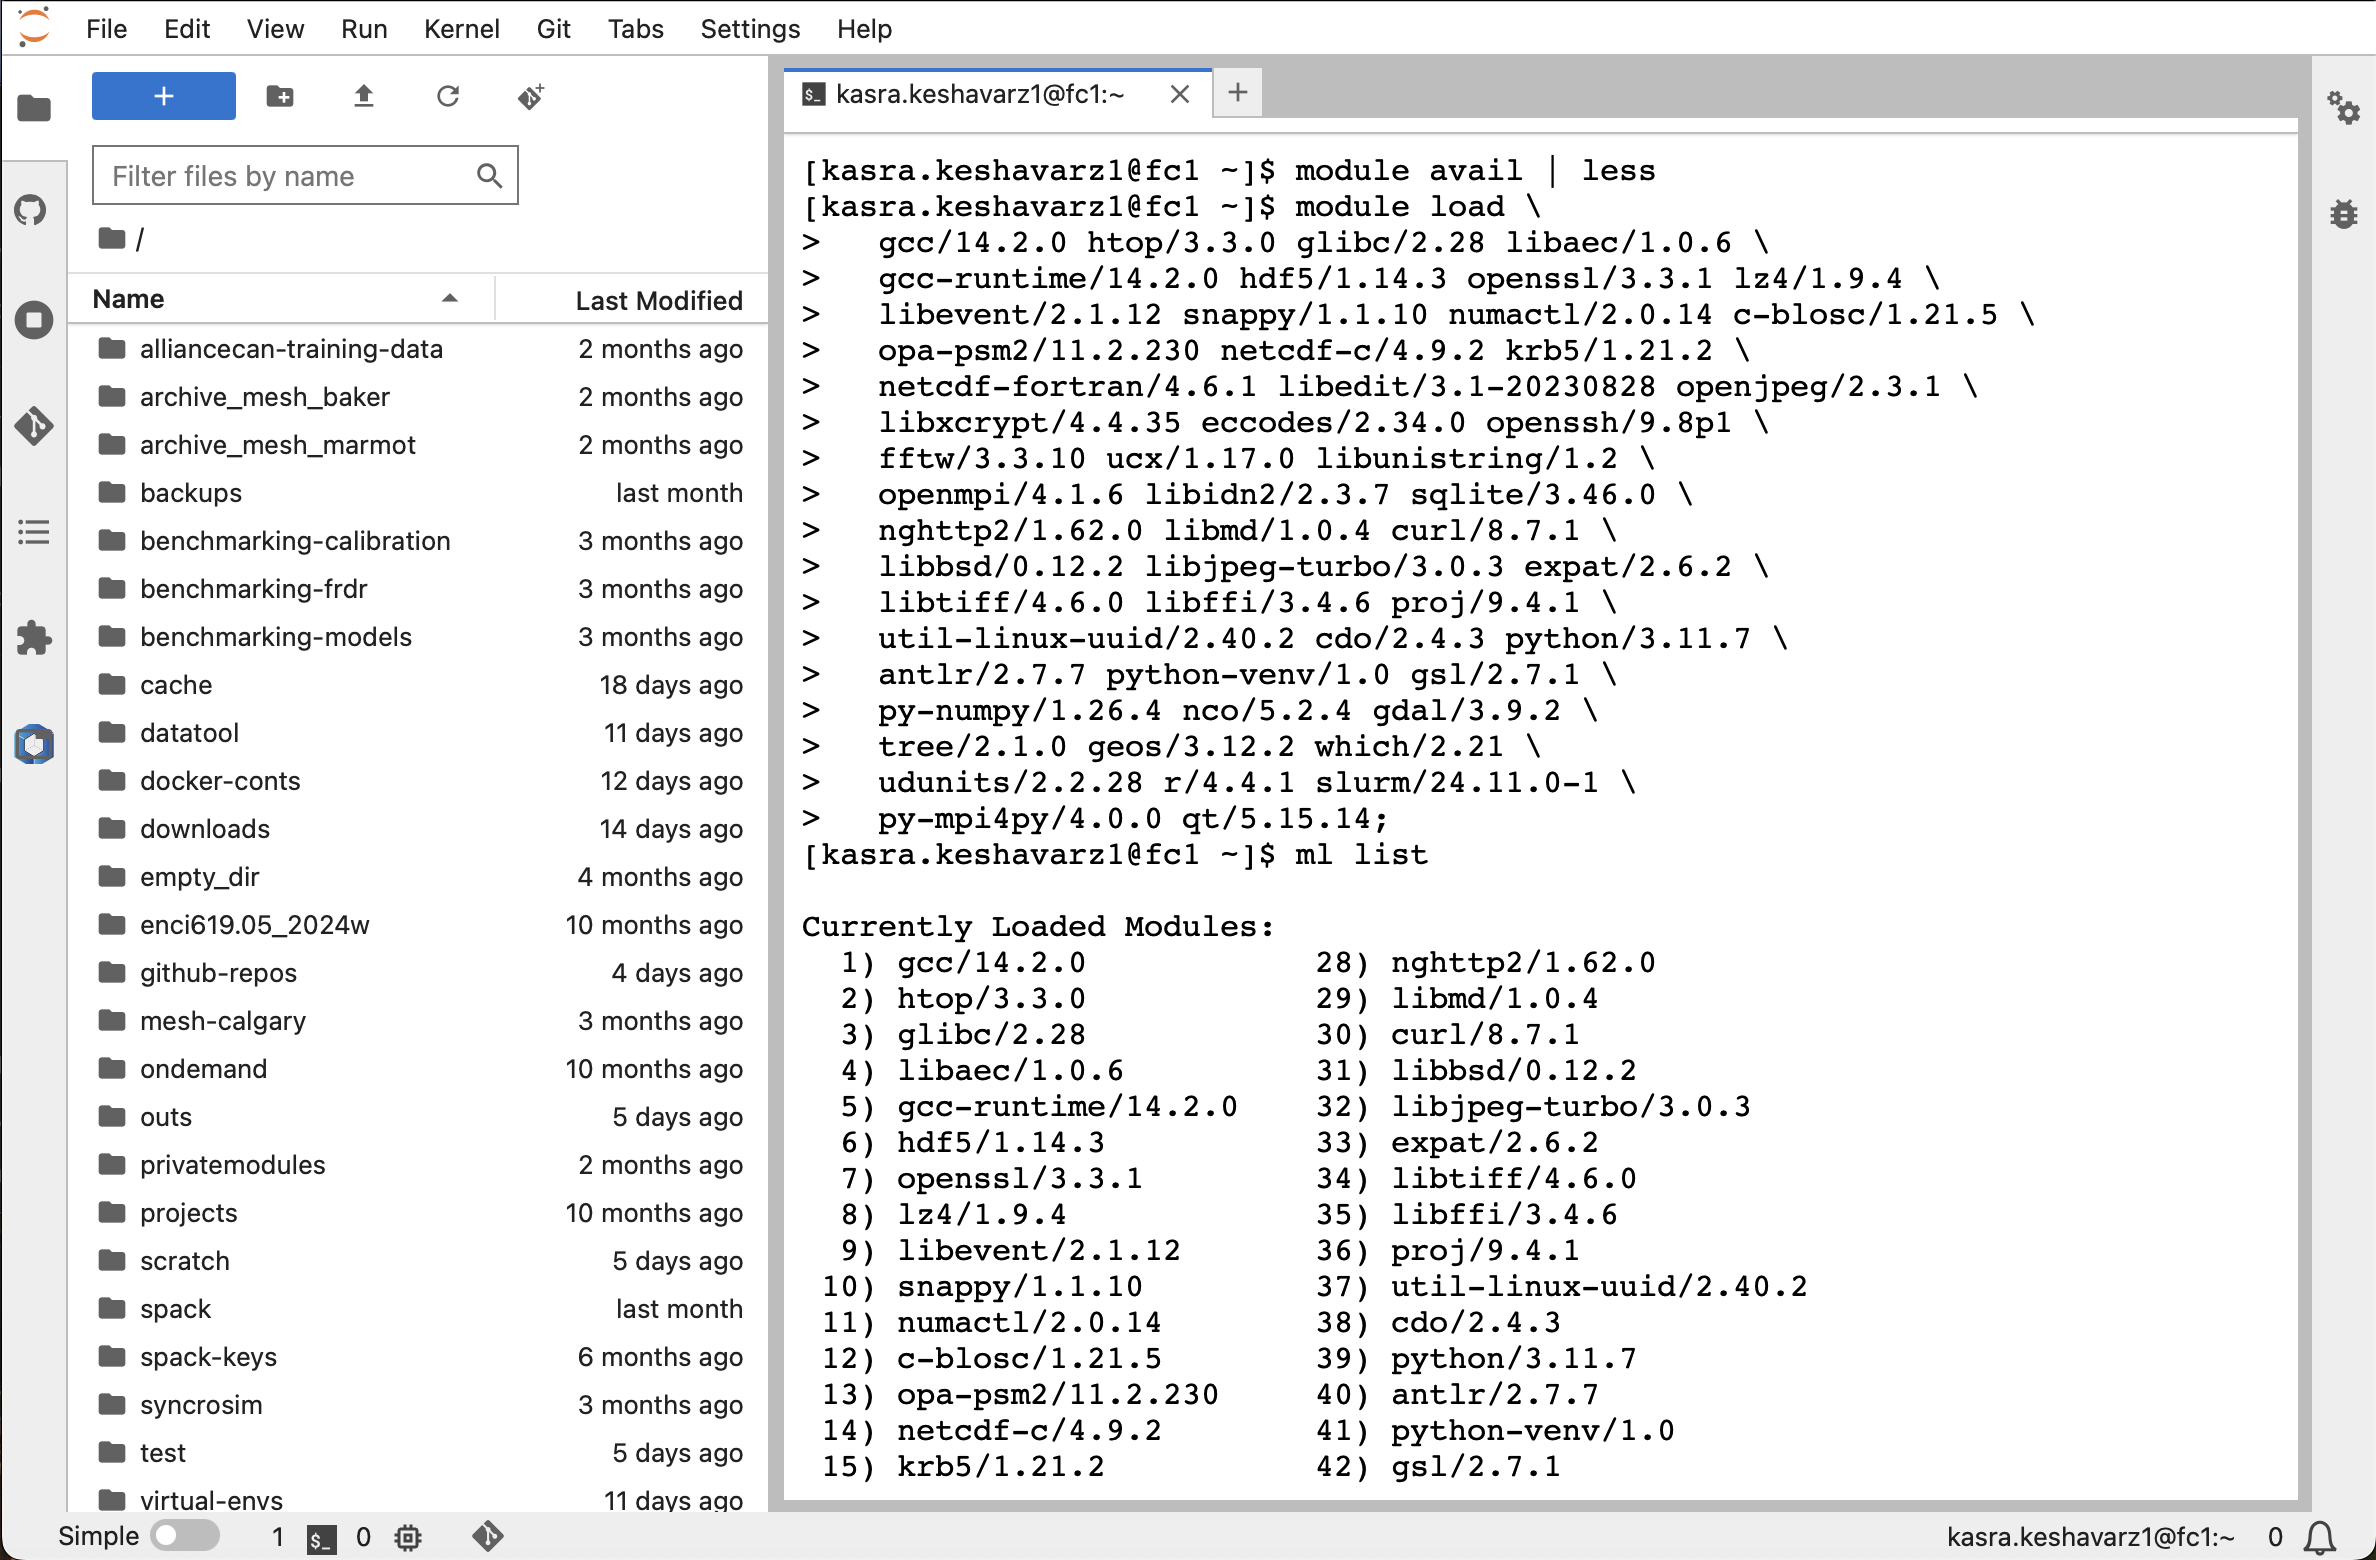 File Edit View Run Kernel Git Tabs Settings Help
+
Filter files by name
/
Name Last Modified
alliancecan-training-data 2 months ago
archive_mesh_baker 2 months ago
archive_mesh_marmot 2 months ago
backups last month
benchmarking-calibration 3 months ago
benchmarking-frdr 3 months ago
benchmarking-models 3 months ago
cache 18 days ago
datatool 11 days ago
docker-conts 12 days ago
downloads 14 days ago
empty_dir 4 months ago
enci619.05_2024w 10 months ago
github-repos 4 days ago
mesh-calgary 3 months ago
ondemand 10 months ago
outs 5 days ago
privatemodules 2 months ago
projects 10 months ago
scratch 5 days ago
spack last month
spack-keys 6 months ago
syncrosim 3 months ago
test 5 days ago
virtual-envs 11 days ago
$_ kasra.keshavarz1@fc1:~ × +
[kasra.keshavarz1@fc1 ~]$ module avail | less
[kasra.keshavarz1@fc1 ~]$ module load \
>   gcc/14.2.0 htop/3.3.0 glibc/2.28 libaec/1.0.6 \
>   gcc-runtime/14.2.0 hdf5/1.14.3 openssl/3.3.1 lz4/1.9.4 \
>   libevent/2.1.12 snappy/1.1.10 numactl/2.0.14 c-blosc/1.21.5 \
>   opa-psm2/11.2.230 netcdf-c/4.9.2 krb5/1.21.2 \
>   netcdf-fortran/4.6.1 libedit/3.1-20230828 openjpeg/2.3.1 \
>   libxcrypt/4.4.35 eccodes/2.34.0 openssh/9.8p1 \
>   fftw/3.3.10 ucx/1.17.0 libunistring/1.2 \
>   openmpi/4.1.6 libidn2/2.3.7 sqlite/3.46.0 \
>   nghttp2/1.62.0 libmd/1.0.4 curl/8.7.1 \
>   libbsd/0.12.2 libjpeg-turbo/3.0.3 expat/2.6.2 \
>   libtiff/4.6.0 libffi/3.4.6 proj/9.4.1 \
>   util-linux-uuid/2.40.2 cdo/2.4.3 python/3.11.7 \
>   antlr/2.7.7 python-venv/1.0 gsl/2.7.1 \
>   py-numpy/1.26.4 nco/5.2.4 gdal/3.9.2 \
>   tree/2.1.0 geos/3.12.2 which/2.21 \
>   udunits/2.2.28 r/4.4.1 slurm/24.11.0-1 \
>   py-mpi4py/4.0.0 qt/5.15.14;
[kasra.keshavarz1@fc1 ~]$ ml list
Currently Loaded Modules:
1) gcc/14.2.0 28) nghttp2/1.62.0
2) htop/3.3.0 29) libmd/1.0.4
3) glibc/2.28 30) curl/8.7.1
4) libaec/1.0.6 31) libbsd/0.12.2
5) gcc-runtime/14.2.0 32) libjpeg-turbo/3.0.3
6) hdf5/1.14.3 33) expat/2.6.2
7) openssl/3.3.1 34) libtiff/4.6.0
8) lz4/1.9.4 35) libffi/3.4.6
9) libevent/2.1.12 36) proj/9.4.1
10) snappy/1.1.10 37) util-linux-uuid/2.40.2
11) numactl/2.0.14 38) cdo/2.4.3
12) c-blosc/1.21.5 39) python/3.11.7
13) opa-psm2/11.2.230 40) antlr/2.7.7
14) netcdf-c/4.9.2 41) python-venv/1.0
15) krb5/1.21.2 42) gsl/2.7.1
Simple 1 $_ 0 kasra.keshavarz1@fc1:~ 0